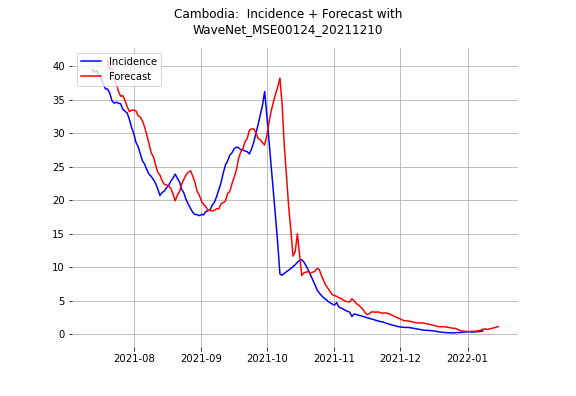 Cambodia:  Incidence + Forecast with
WaveNet_MSE00124_20211210
Incidence
Forecast
40
35
30
25
20
15
10
5
0
2021-08 2021-09 2021-10 2021-11 2021-12 2022-01